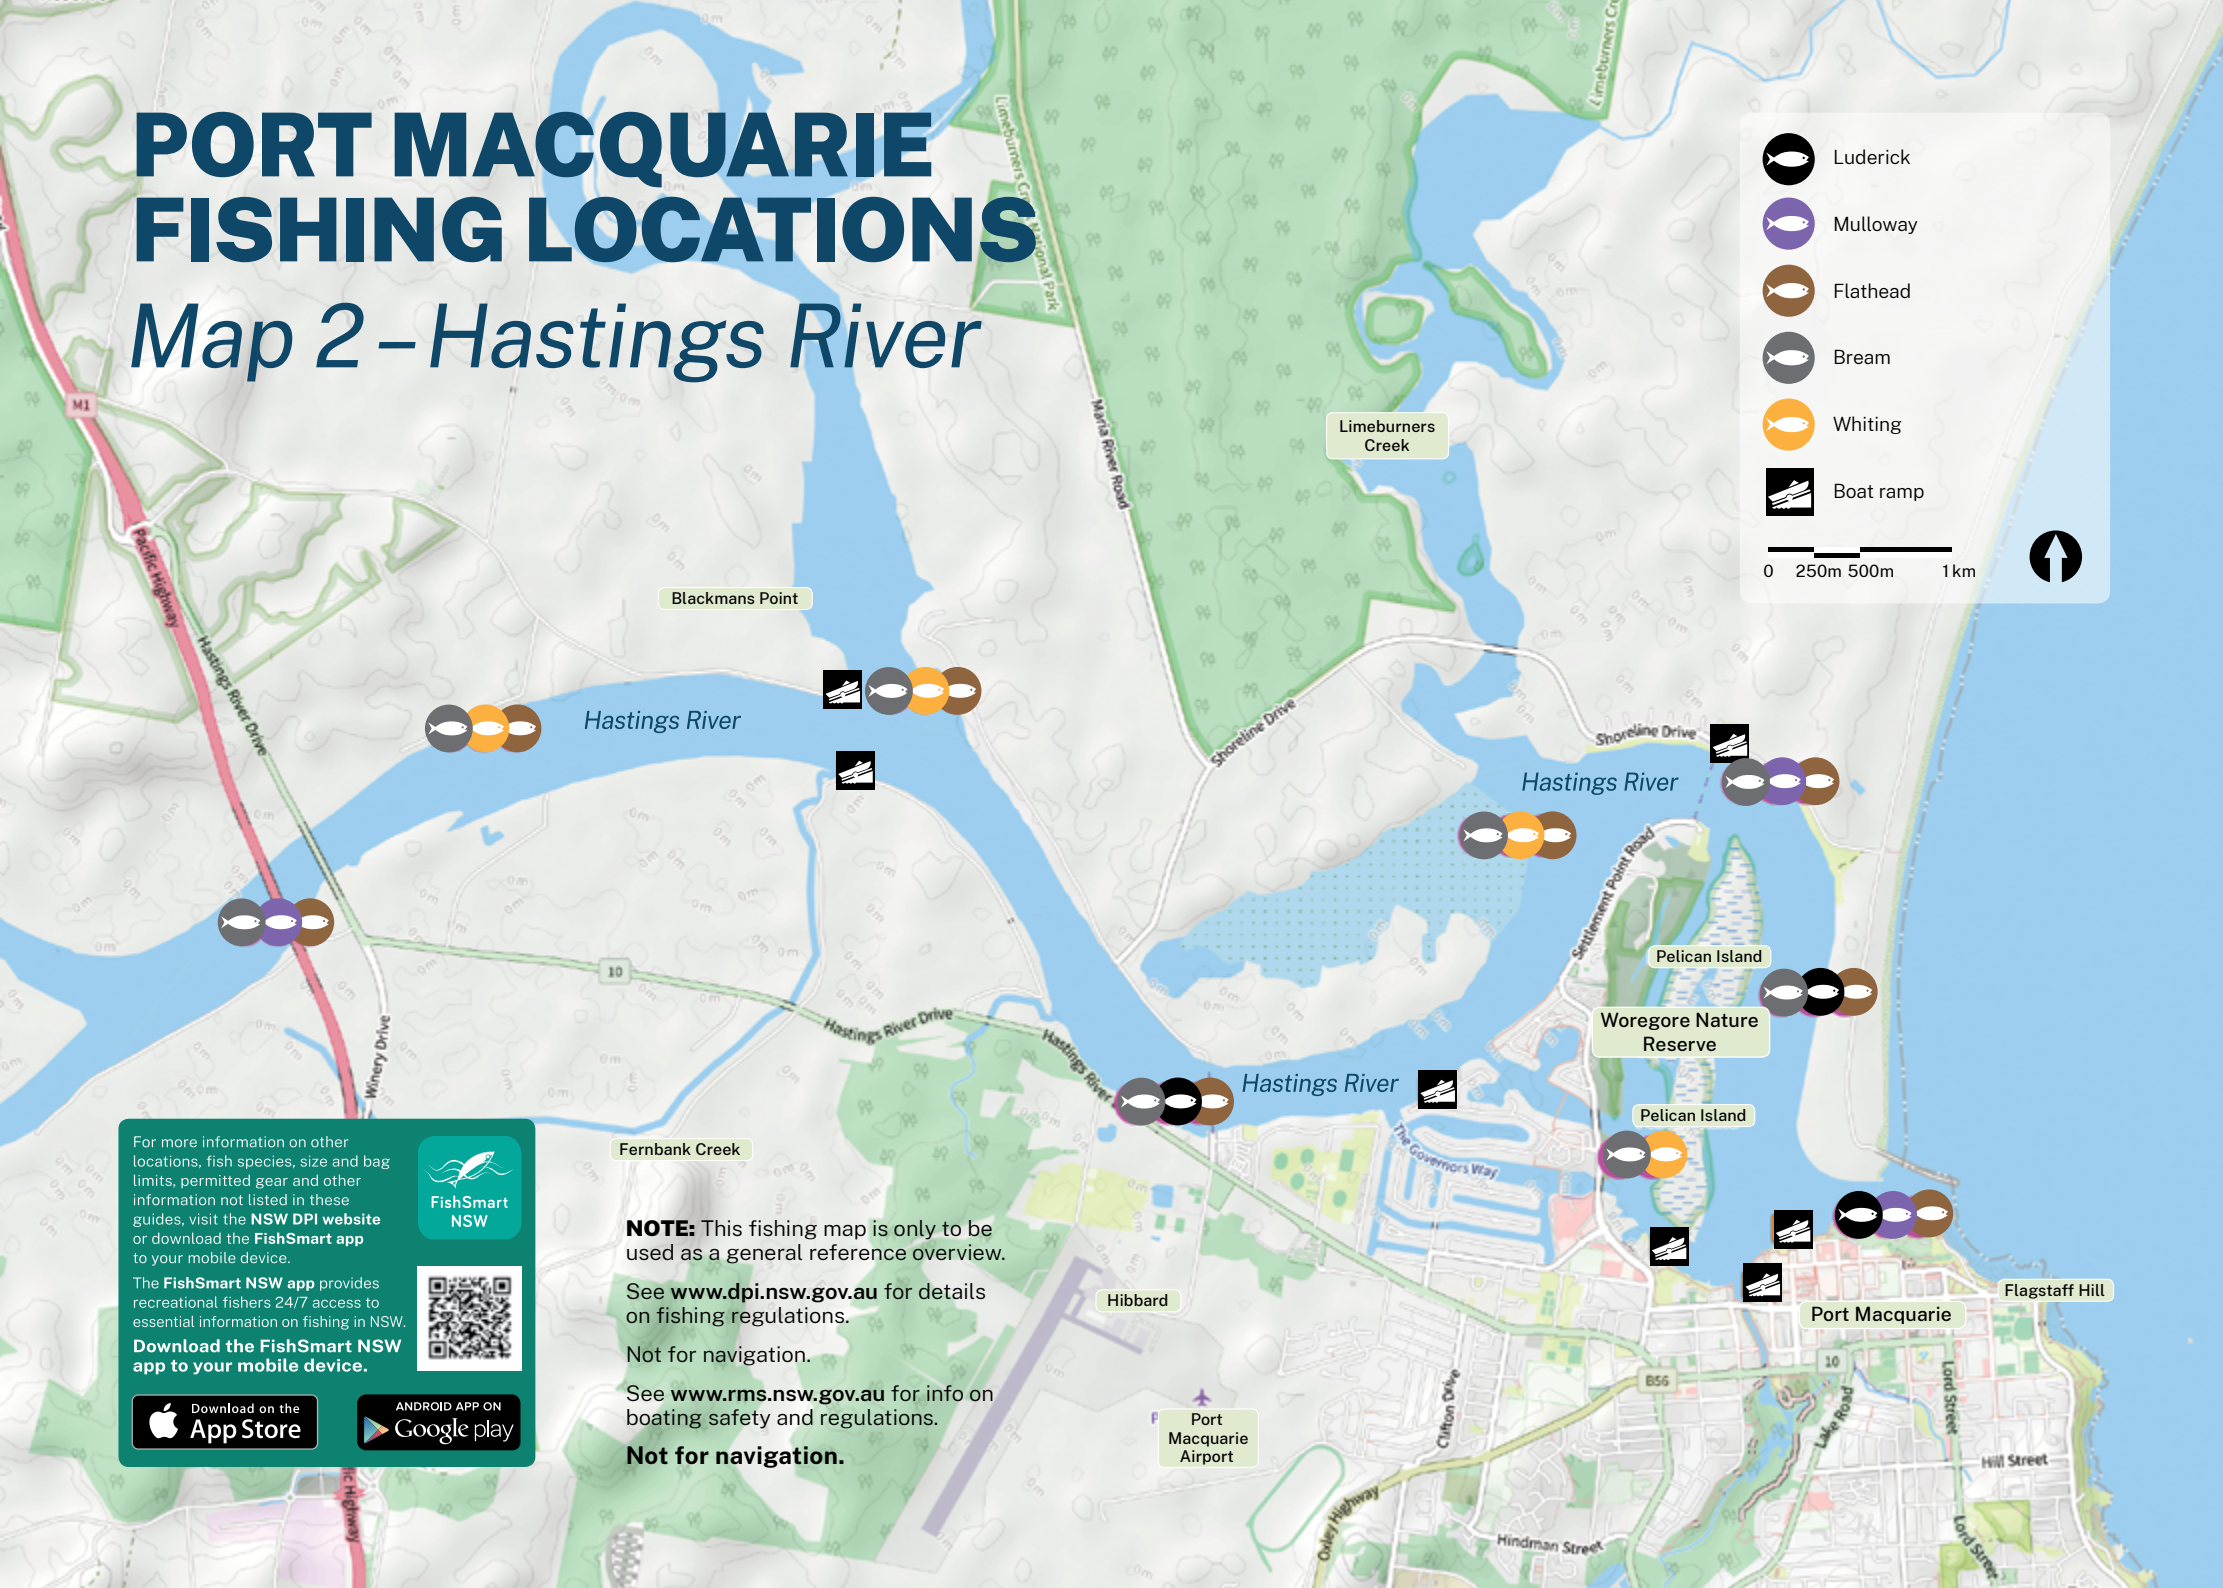 PORT MACQUARIE
FISHING LOCATIONS
Map 2 – Hastings River
Luderick
Mulloway
Flathead
Bream
Whiting
Boat ramp
0 250m 500m 1km
M1
Pacific Highway
Hastings River Drive
Maria River Road
Limeburners
Creek
Blackmans Point
Hastings River
Shoreline Drive
Shoreline Drive
Hastings River
Settlement Point Road
Pelican Island
Woregore Nature
Reserve
Pelican Island
10
Hastings River Drive
Hastings River
Winery Drive
Hastings River
The Governors Way
Fernbank Creek
Hibbard
Flagstaff Hill
Port Macquarie
10
B56
Port
Macquarie
Airport
Clifton Drive
Lake Road
Lord Street
Hill Street
Oxley Highway
Hindman Street
Lord Street
For more information on other
locations, fish species, size and bag
limits, permitted gear and other
information not listed in these
guides, visit the NSW DPI website
or download the FishSmart app
to your mobile device.
The FishSmart NSW app provides
recreational fishers 24/7 access to
essential information on fishing in NSW.
Download the FishSmart NSW
app to your mobile device.
FishSmart
NSW
Download on the
App Store
ANDROID APP ON
Google play
NOTE: This fishing map is only to be
used as a general reference overview.
See www.dpi.nsw.gov.au for details
on fishing regulations.
Not for navigation.
See www.rms.nsw.gov.au for info on
boating safety and regulations.
Not for navigation.